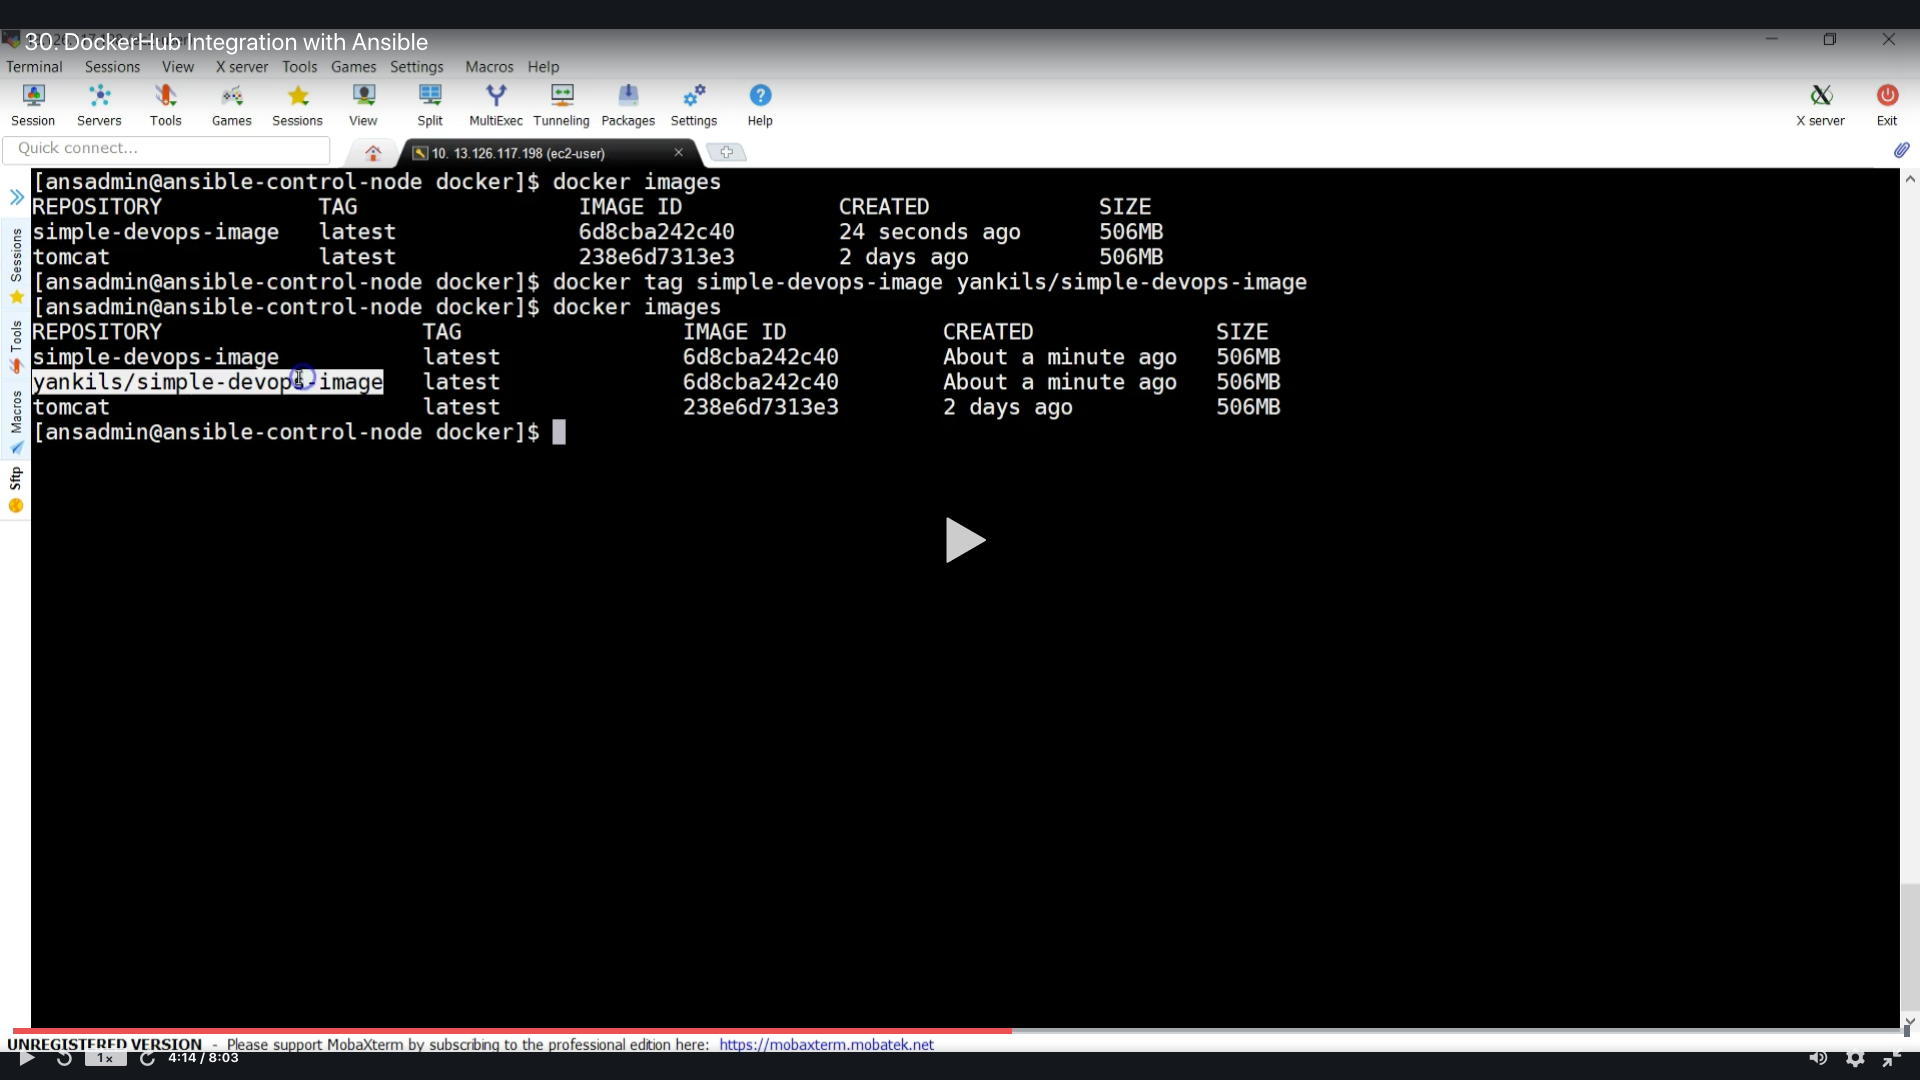 30. DockerHub Integration with Ansible
Terminal Sessions View X server Tools Games Settings Macros Help
Session Servers Tools Games Sessions View Split MultiExec Tunneling Packages Settings Help X server Exit
Quick connect...
10. 13.126.117.198 (ec2-user)
[ansadmin@ansible-control-node docker]$ docker images
REPOSITORY TAG IMAGE ID CREATED SIZE
simple-devops-image latest 6d8cba242c40 24 seconds ago 506MB
tomcat latest 238e6d7313e3 2 days ago 506MB
[ansadmin@ansible-control-node docker]$ docker tag simple-devops-image yankils/simple-devops-image
[ansadmin@ansible-control-node docker]$ docker images
REPOSITORY TAG IMAGE ID CREATED SIZE
simple-devops-image latest 6d8cba242c40 About a minute ago 506MB
yankils/simple-devops-image latest 6d8cba242c40 About a minute ago 506MB
tomcat latest 238e6d7313e3 2 days ago 506MB
[ansadmin@ansible-control-node docker]$
Sessions
Tools
Macros
Sftp
UNREGISTERED VERSION - Please support MobaXterm by subscribing to the professional edition here: https://mobaxterm.mobatek.net
1x 4:14 / 8:03